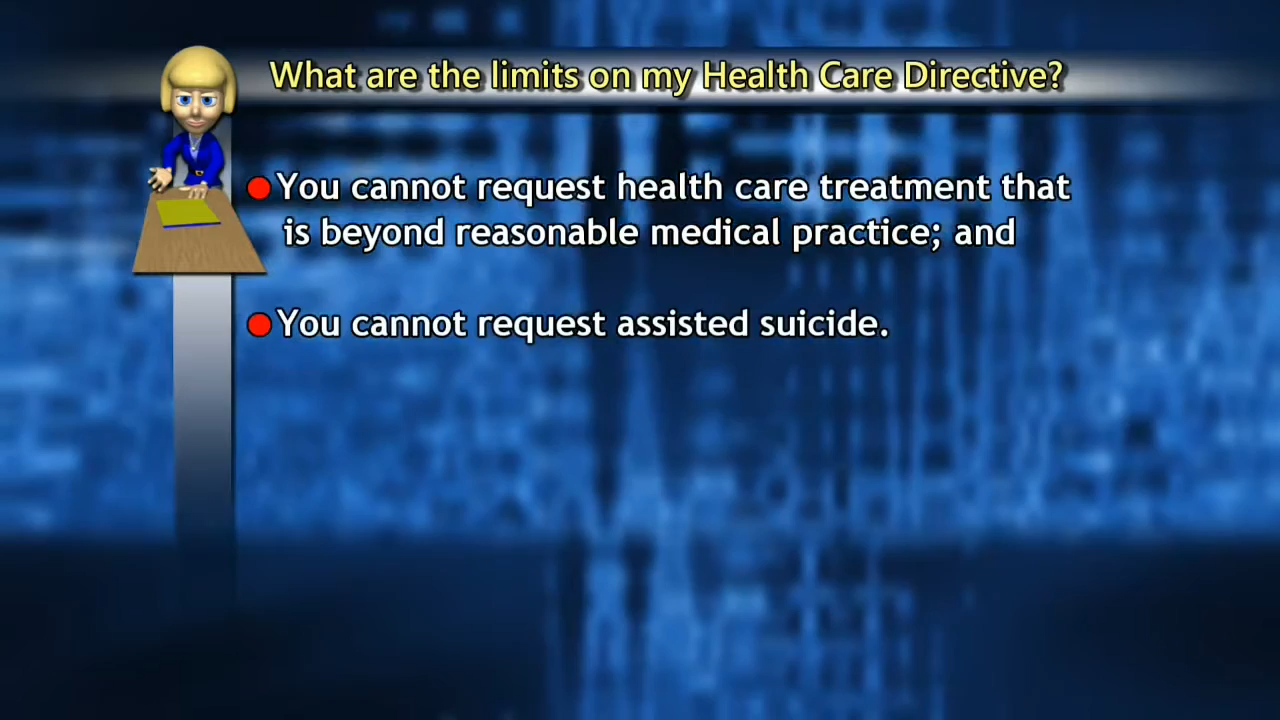 What are the limits on my Health Care Directive?
You cannot request health care treatment that
is beyond reasonable medical practice; and
You cannot request assisted suicide.